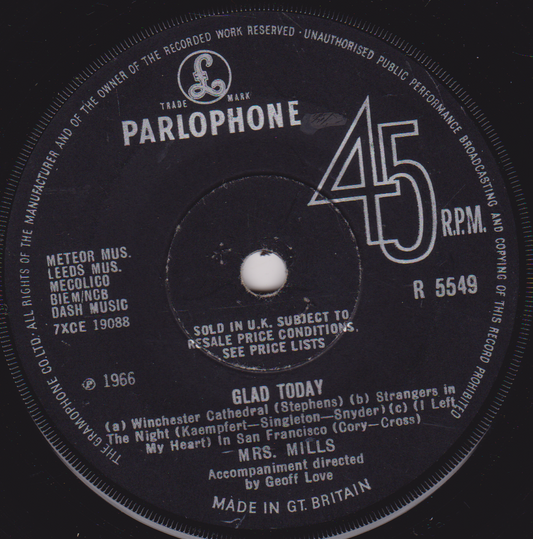 THE GRAMOPHONE CO.LTD. ALL RIGHTS OF THE MANUFACTURER AND OF THE OWNER OF THE RECORDED WORK RESERVED · UNAUTHORISED PUBLIC PERFORMANCE BROADCASTING AND COPYING OF THIS RECORD PROHIBITED
£
TRADE MARK
PARLOPHONE
45 R.P.M.
R 5549
METEOR MUS.
LEEDS MUS.
MECOLICO
BIEM/NCB
DASH MUSIC
7XCE 19088
SOLD IN U.K. SUBJECT TO
RESALE PRICE CONDITIONS.
SEE PRICE LISTS
℗ 1966
GLAD TODAY
(a) Winchester Cathedral (Stephens) (b) Strangers in
The Night (Kaempfert—Singleton—Snyder) (c) (I Left
My Heart) In San Francisco (Cory—Cross)
MRS. MILLS
Accompaniment directed
by Geoff Love
MADE IN GT. BRITAIN